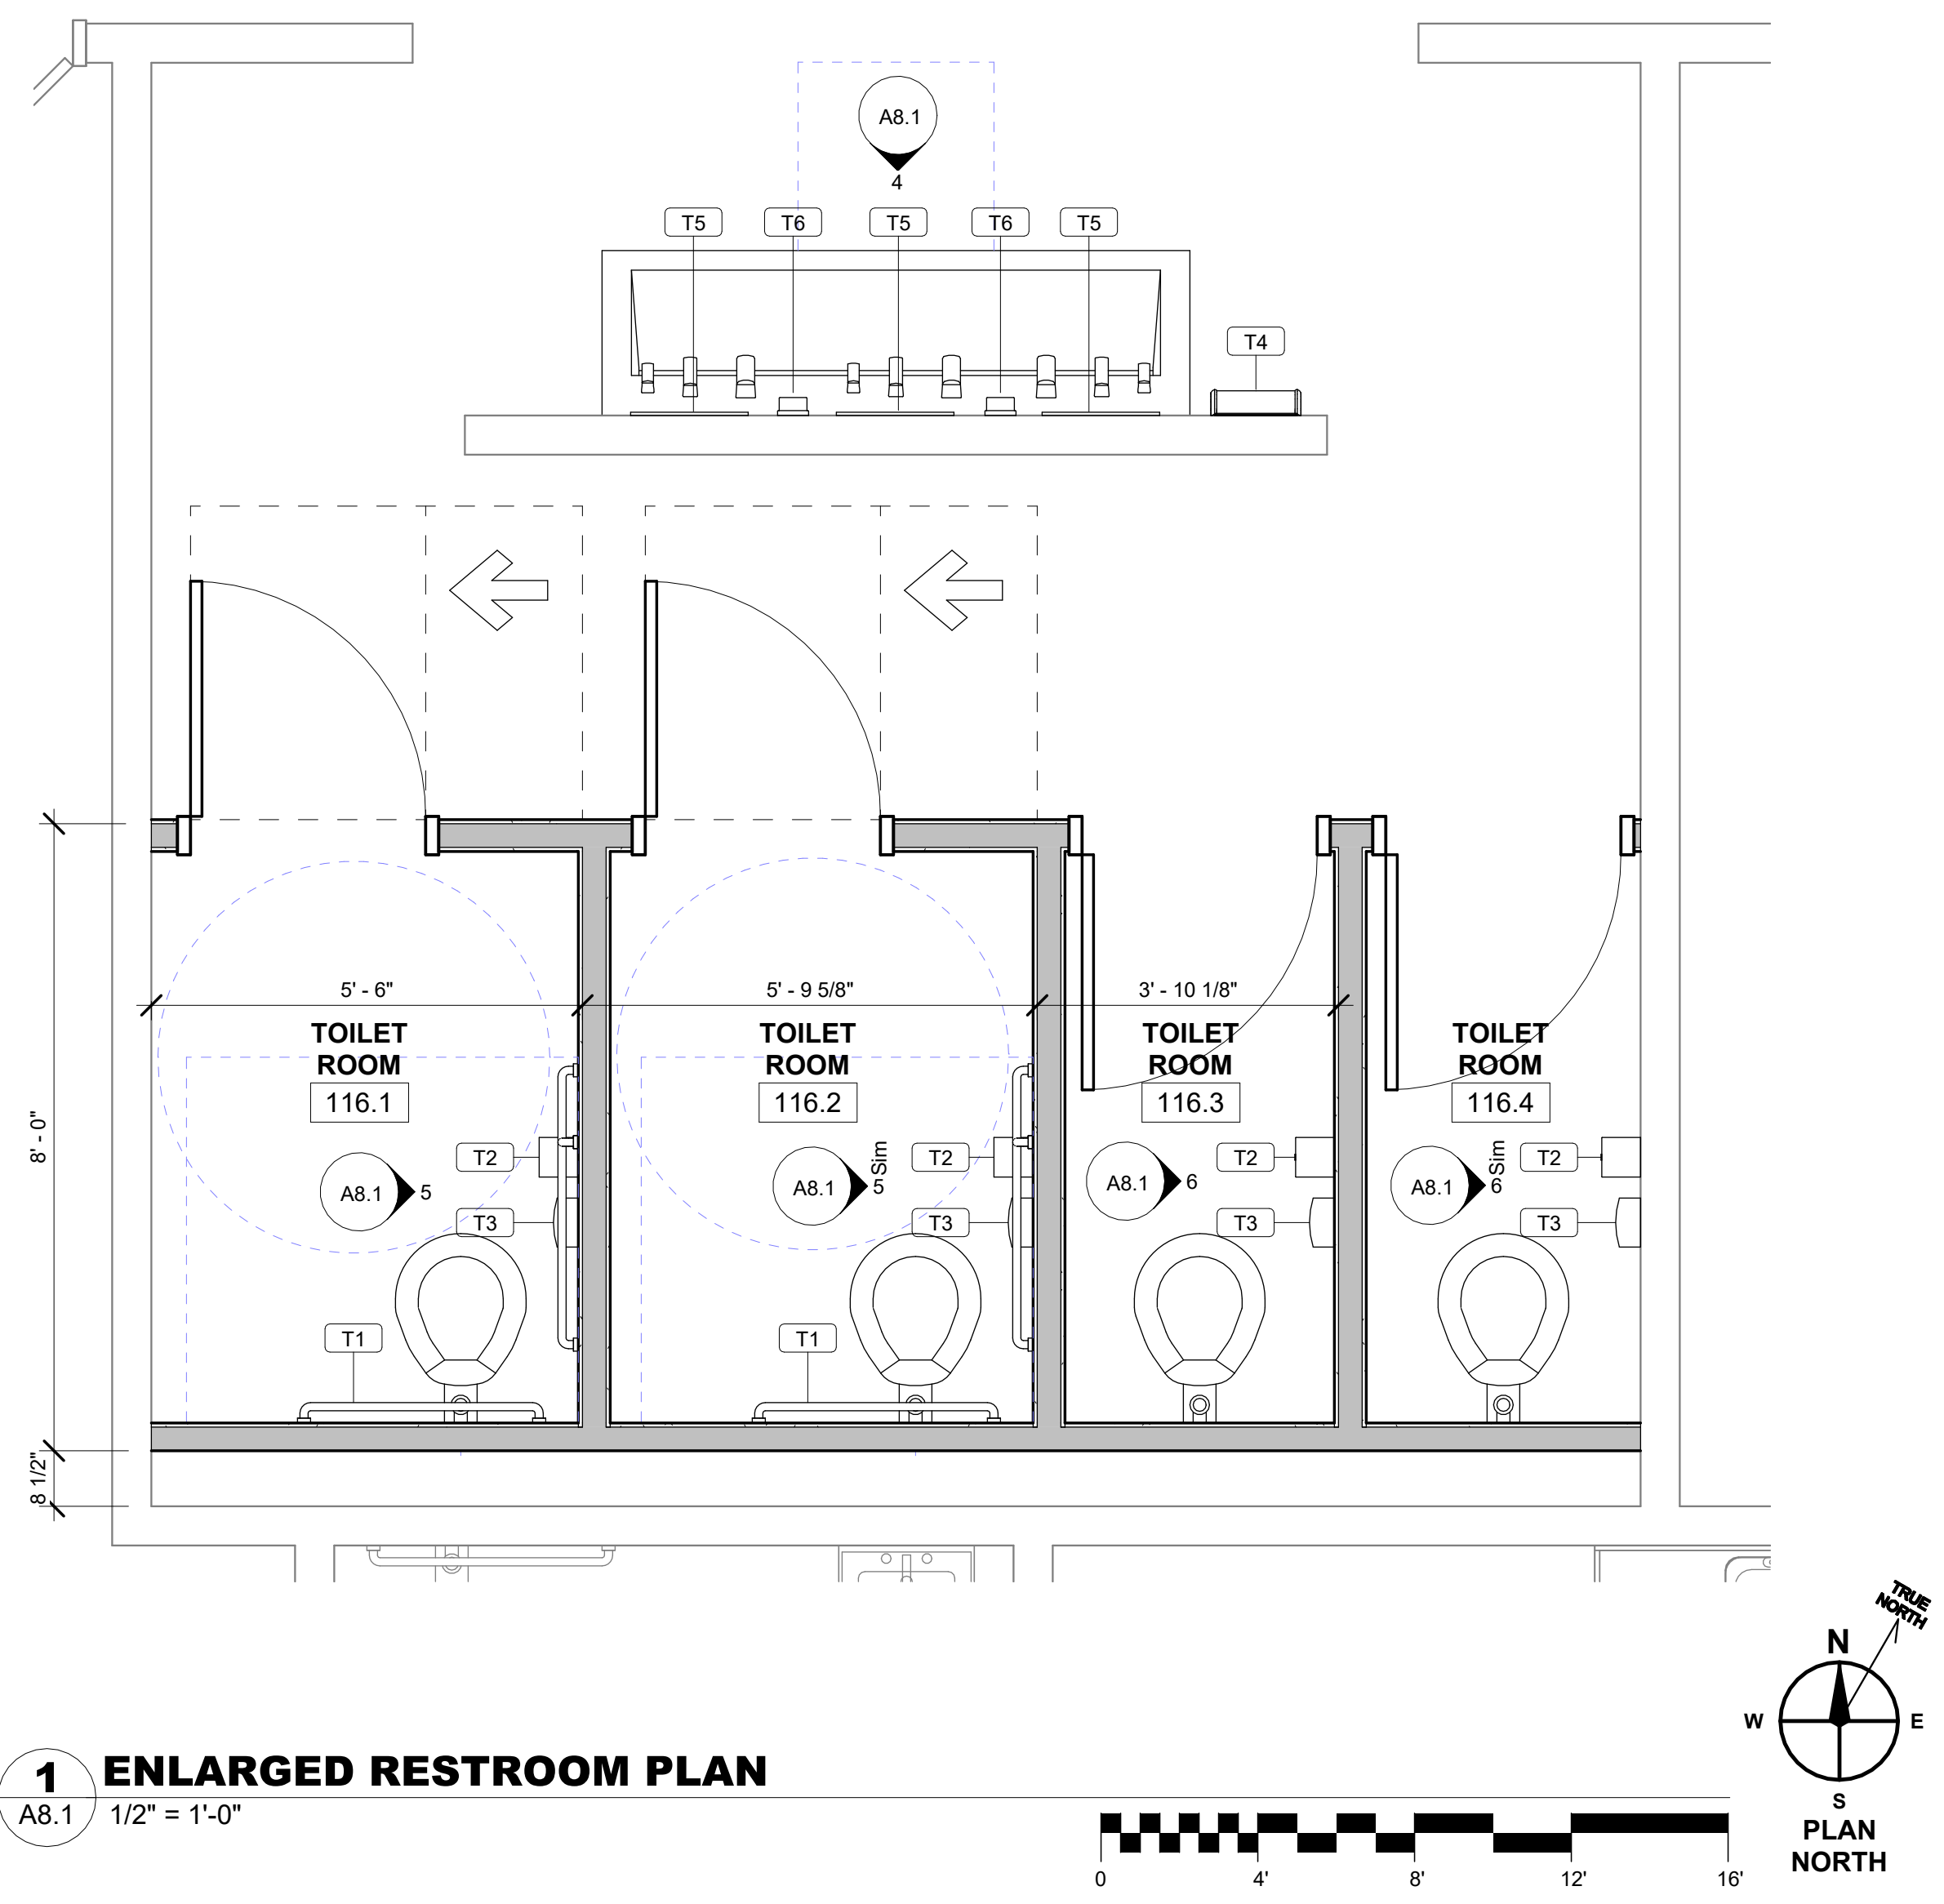 A8.1
4
T5 T6 T5 T6 T5
T4
5' - 6" 5' - 9 5/8" 3' - 10 1/8"
TOILET
ROOM
116.1
TOILET
ROOM
116.2
TOILET
ROOM
116.3
TOILET
ROOM
116.4
8' - 0"
8 1/2"
A8.1 5
T2
T3
T1
A8.1 5 Sim
T2
T3
T1
A8.1 6
T2
T3
A8.1 6 Sim
T2
T3
TRUE
NORTH
N
W E
S
PLAN
NORTH
1
A8.1
ENLARGED RESTROOM PLAN
1/2" = 1'-0"
0 4' 8' 12' 16'